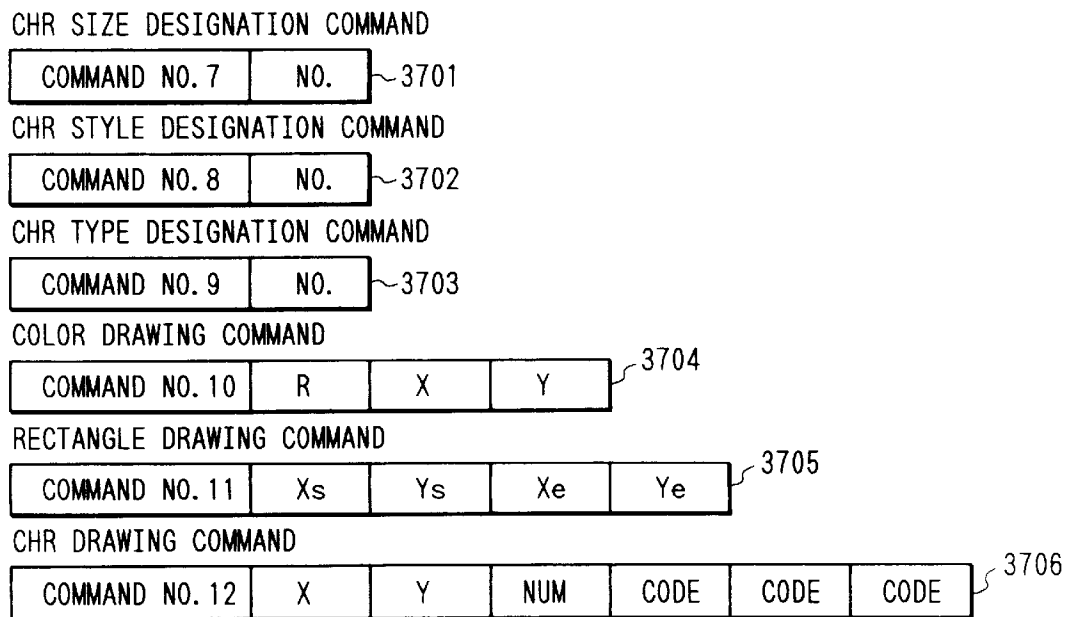 CHR SIZE DESIGNATION COMMAND
COMMAND NO.7 NO. 3701
CHR STYLE DESIGNATION COMMAND
COMMAND NO.8 NO. 3702
CHR TYPE DESIGNATION COMMAND
COMMAND NO.9 NO. 3703
COLOR DRAWING COMMAND
COMMAND NO.10 R X Y 3704
RECTANGLE DRAWING COMMAND
COMMAND NO.11 Xs Ys Xe Ye 3705
CHR DRAWING COMMAND
COMMAND NO.12 X Y NUM CODE CODE CODE 3706